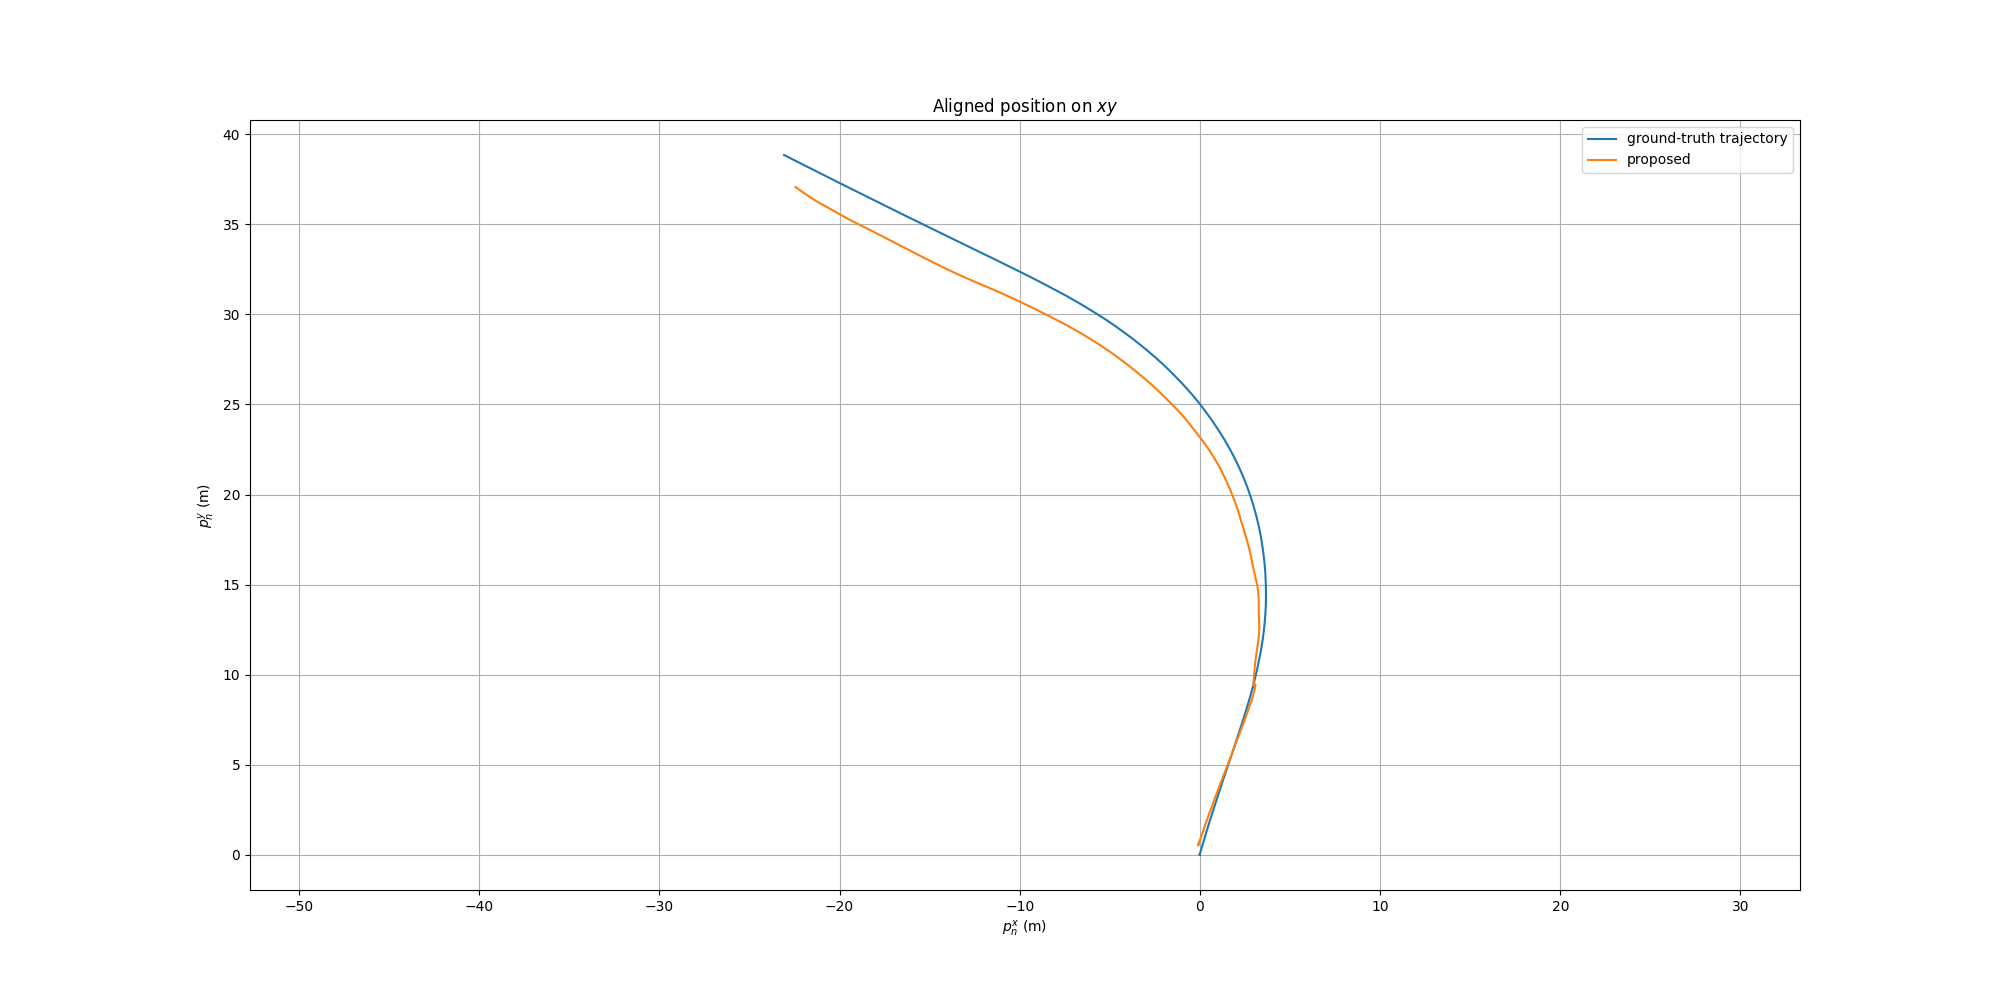 Aligned position on xy
ground-truth trajectory
proposed
40
35
30
25
20
15
10
5
0
p_n^y (m)
−50 −40 −30 −20 −10 0 10 20 30
p_n^x (m)